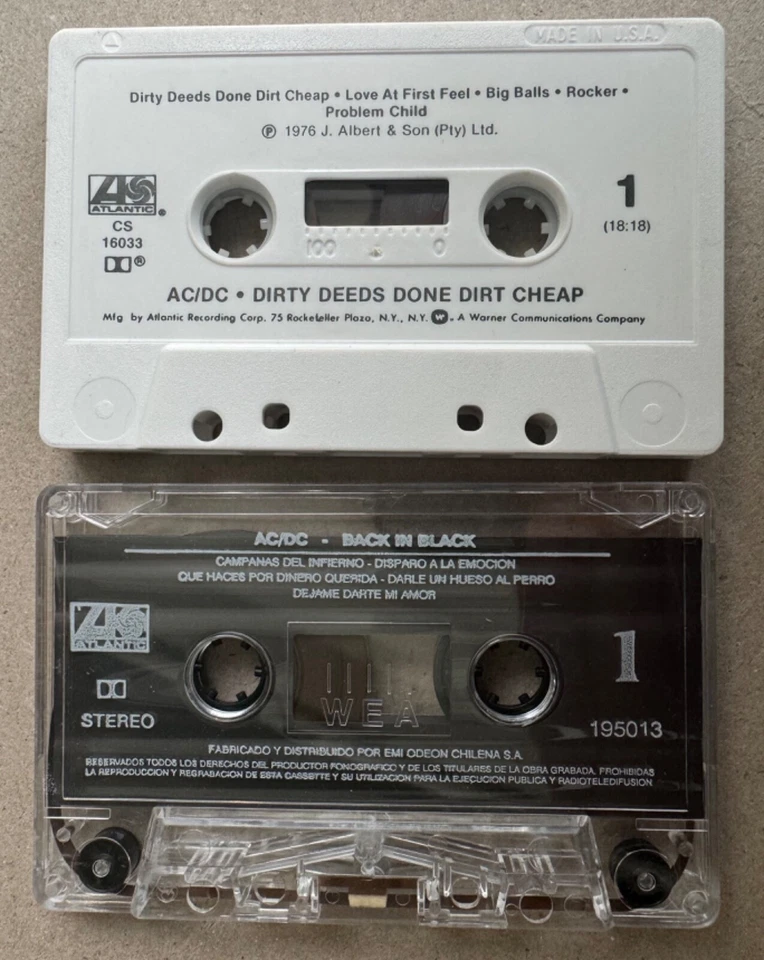 MADE IN U.S.A.
Dirty Deeds Done Dirt Cheap • Love At First Feel • Big Balls • Rocker •
Problem Child
℗ 1976 J. Albert & Son (Pty) Ltd.
ATLANTIC®
CS
16033
®
1
(18:18)
100 0
AC/DC • DIRTY DEEDS DONE DIRT CHEAP
Mfg by Atlantic Recording Corp. 75 Rockefeller Plaza, N.Y., N.Y. W. A Warner Communications Company
AC/DC - BACK IN BLACK
CAMPANAS DEL INFIERNO - DISPARO A LA EMOCION
QUE HACES POR DINERO QUERIDA - DARLE UN HUESO AL PERRO
DEJAME DARTE MI AMOR
ATLANTIC
STEREO
WEA
1
195013
FABRICADO Y DISTRIBUIDO POR EMI ODEON CHILENA S.A.
RESERVADOS TODOS LOS DERECHOS DEL PRODUCTOR FONOGRAFICO Y DE LOS TITULARES DE LA OBRA GRABADA. PROHIBIDAS
LA REPRODUCCION Y REGRABACION DE ESTA CASSETTE Y SU UTILIZACION PARA LA EJECUCION PUBLICA Y RADIOTELEDIFUSION